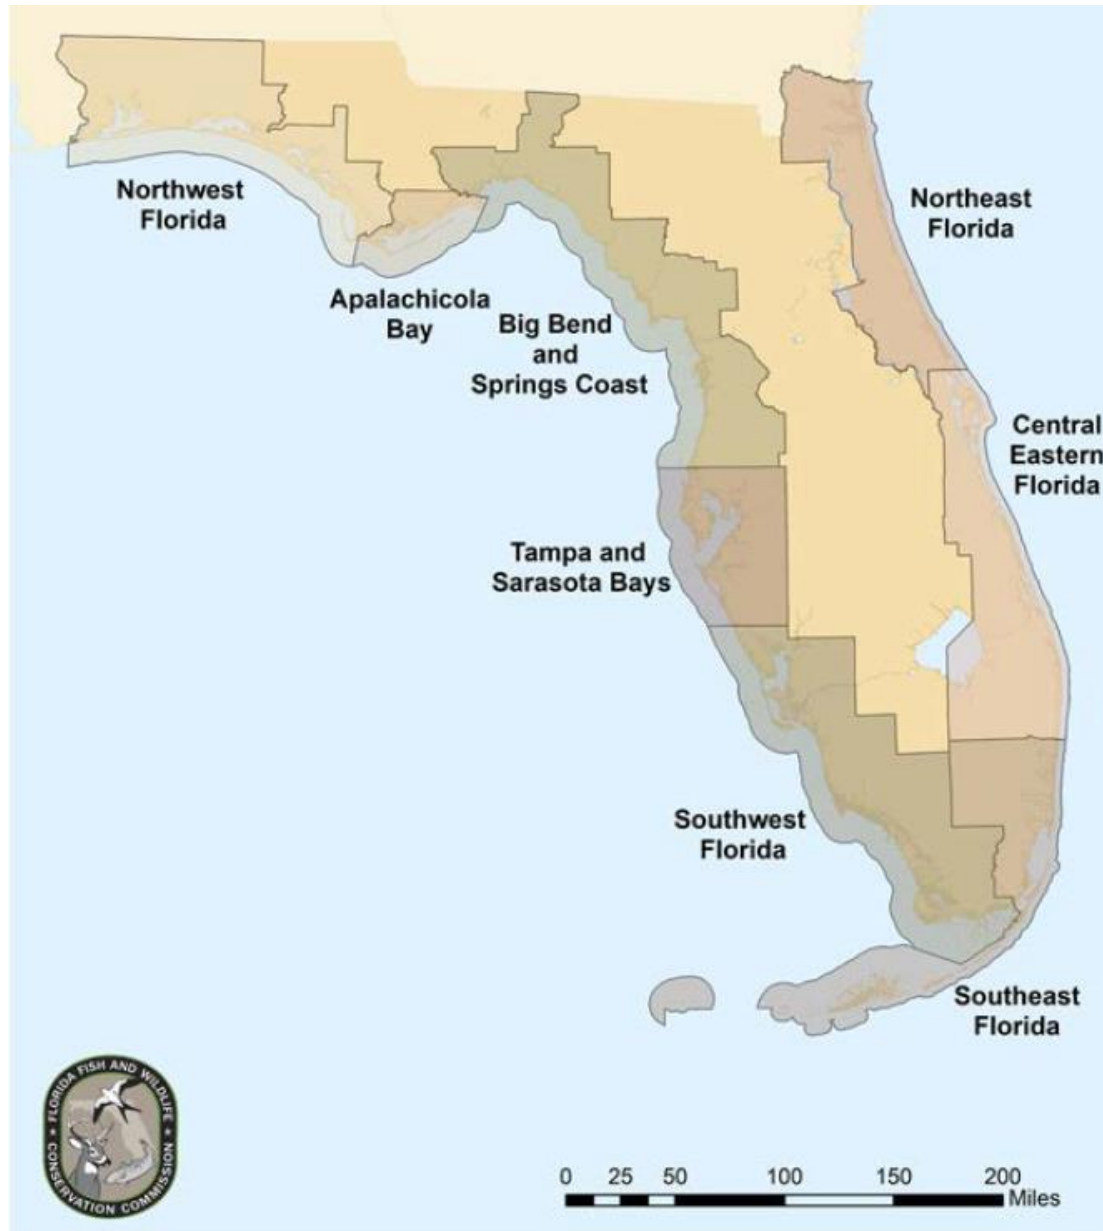 Northwest
Florida
Northeast
Florida
Apalachicola
Bay
Big Bend
and
Springs Coast
Central
Eastern
Florida
Tampa and
Sarasota Bays
Southwest
Florida
Southeast
Florida
FLORIDA FISH AND WILDLIFE
CONSERVATION COMMISSION
0 25 50 100 150 200
Miles